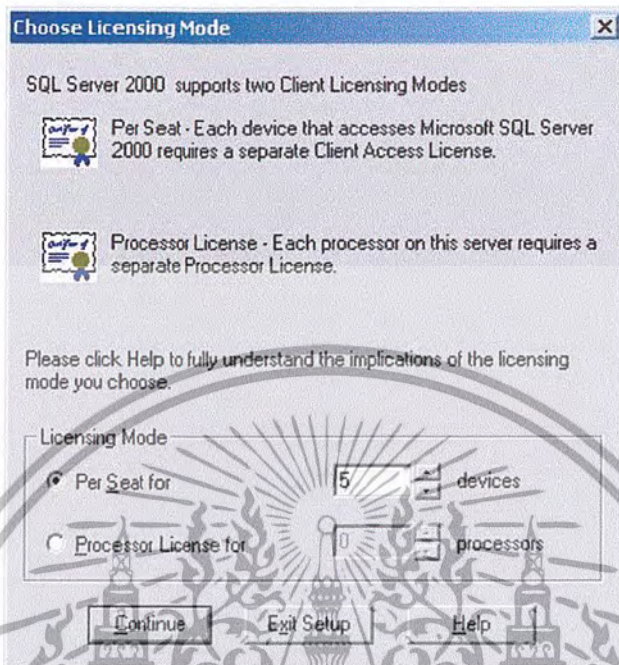 Choose Licensing Mode
SQL Server 2000 supports two Client Licensing Modes
Per Seat - Each device that accesses Microsoft SQL Server
2000 requires a separate Client Access License.
Processor License - Each processor on this server requires a
separate Processor License.
Please click Help to fully understand the implications of the licensing
mode you choose.
Licensing Mode
Per Seat for 5 devices
Processor License for 0 processors
Continue Exit Setup Help